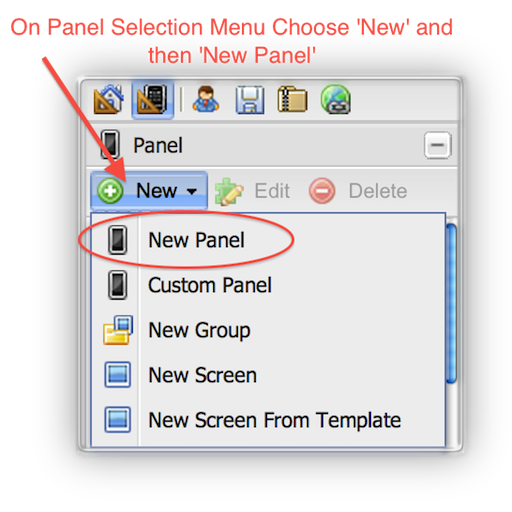 On Panel Selection Menu Choose 'New' and
then 'New Panel'
Panel
New Edit Delete
New Panel
Custom Panel
New Group
New Screen
New Screen From Template